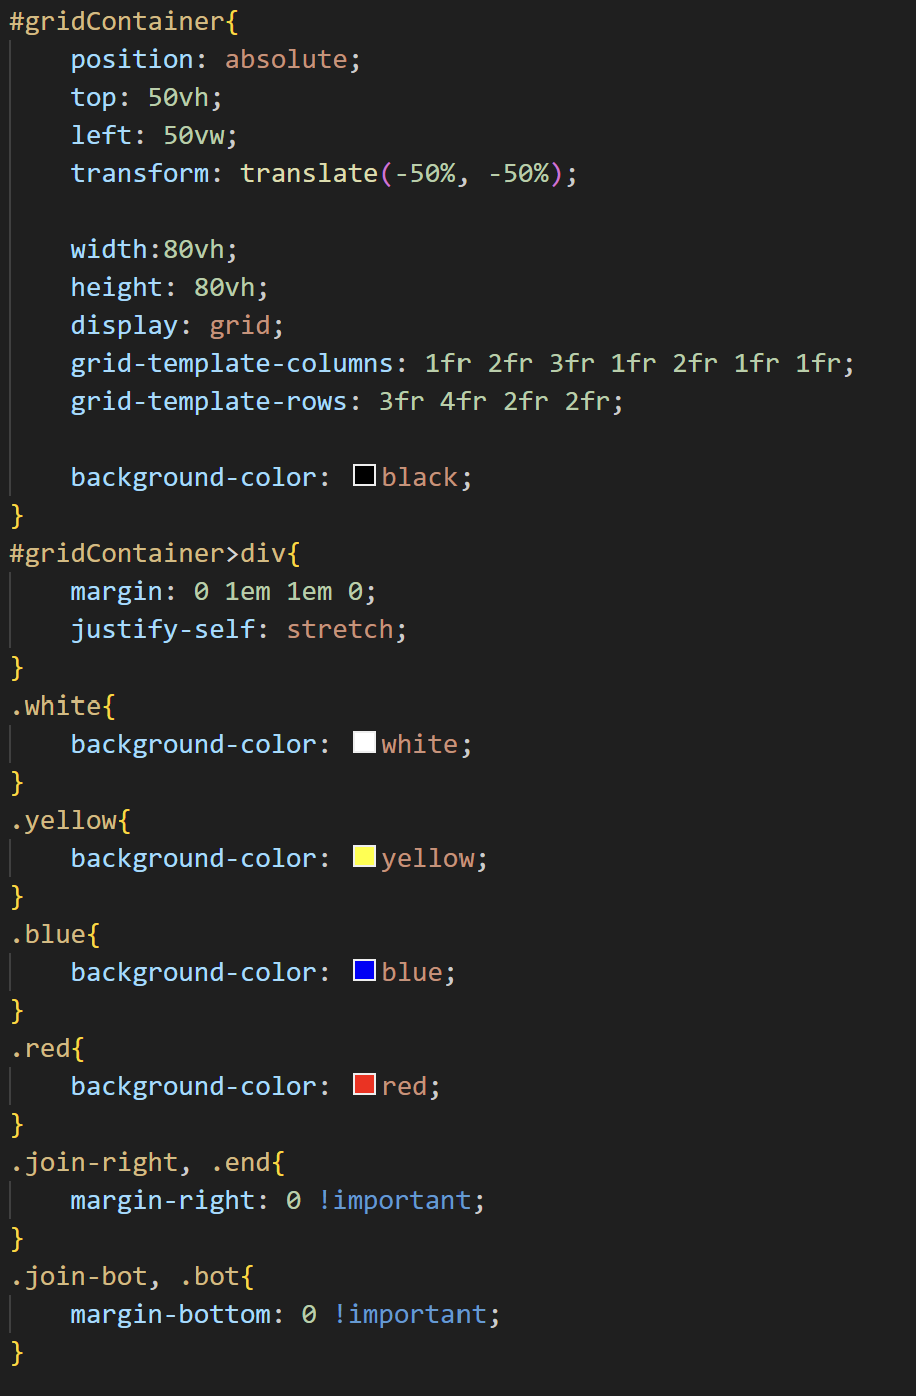 #gridContainer{
position: absolute;
top: 50vh;
left: 50vw;
transform: translate(-50%, -50%);
width:80vh;
height: 80vh;
display: grid;
grid-template-columns: 1fr 2fr 3fr 1fr 2fr 1fr 1fr;
grid-template-rows: 3fr 4fr 2fr 2fr;
background-color: black;
}
#gridContainer>div{
margin: 0 1em 1em 0;
justify-self: stretch;
}
.white{
background-color: white;
}
.yellow{
background-color: yellow;
}
.blue{
background-color: blue;
}
.red{
background-color: red;
}
.join-right, .end{
margin-right: 0 !important;
}
.join-bot, .bot{
margin-bottom: 0 !important;
}